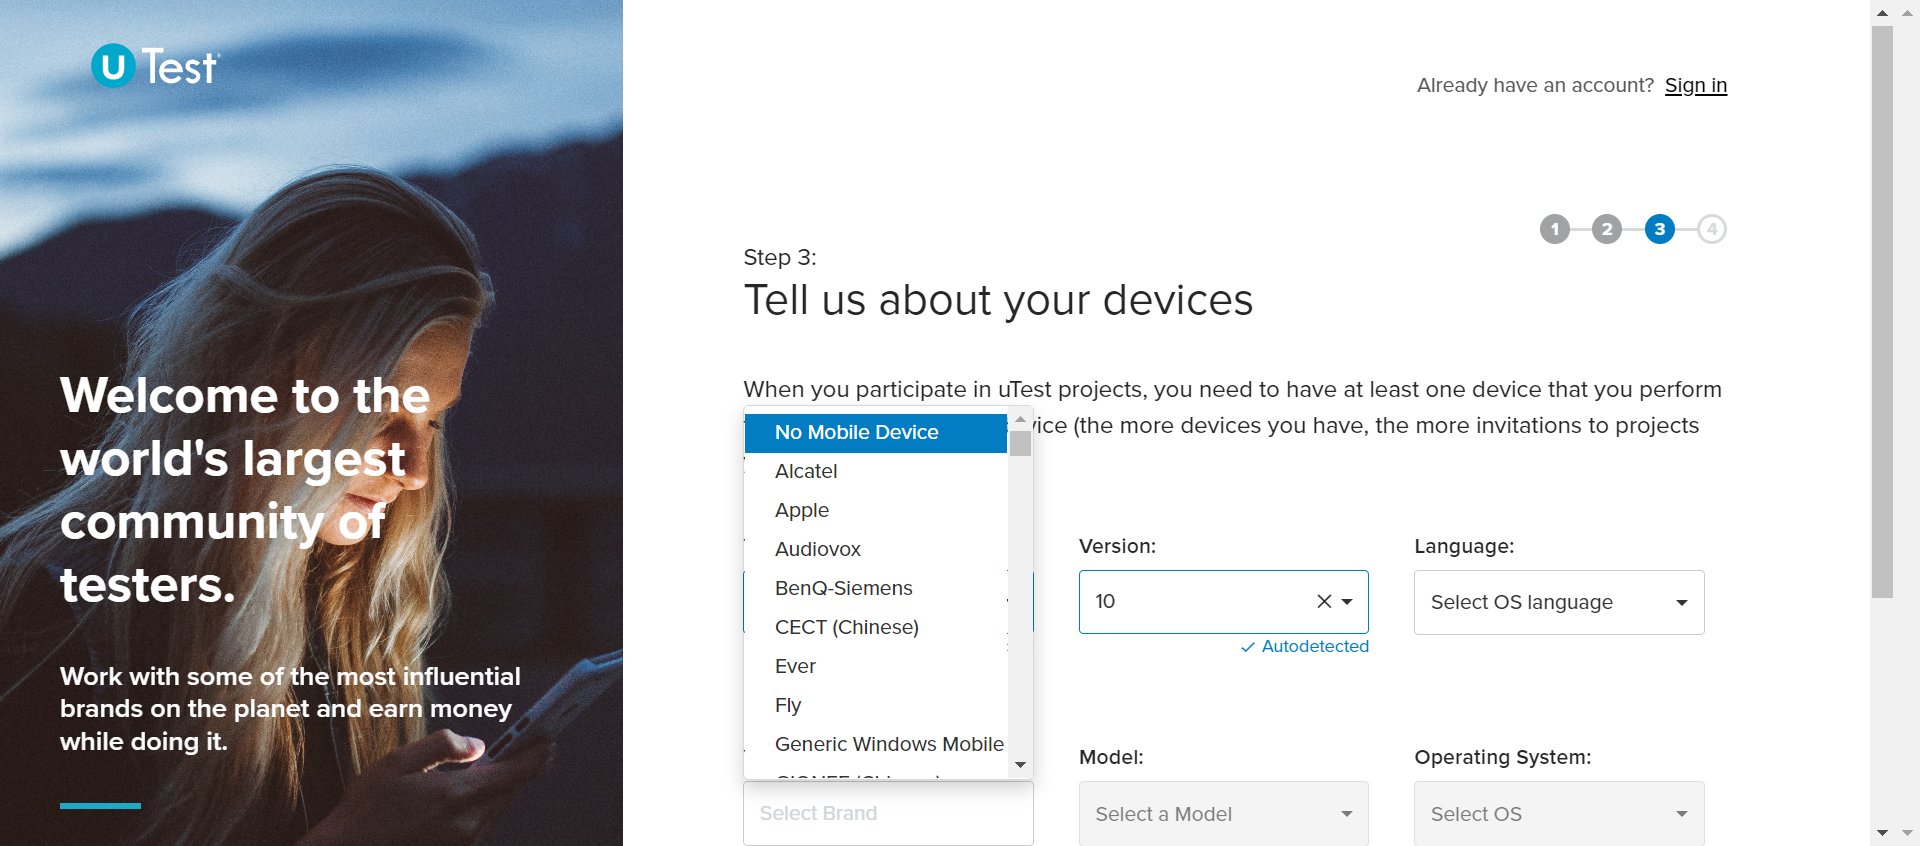 uTest
Welcome to the
world's largest
community of
testers.
Work with some of the most influential
brands on the planet and earn money
while doing it.
Already have an account? Sign in
1 2 3 4
Step 3:
Tell us about your devices
When you participate in uTest projects, you need to have at least one device that you perform
(the more devices you have, the more invitations to projects
No Mobile Device
Alcatel
Apple
Audiovox
BenQ-Siemens
CECT (Chinese)
Ever
Fly
Generic Windows Mobile
Version:
10
Autodetected
Language:
Select OS language
Select Brand
Model:
Select a Model
Operating System:
Select OS